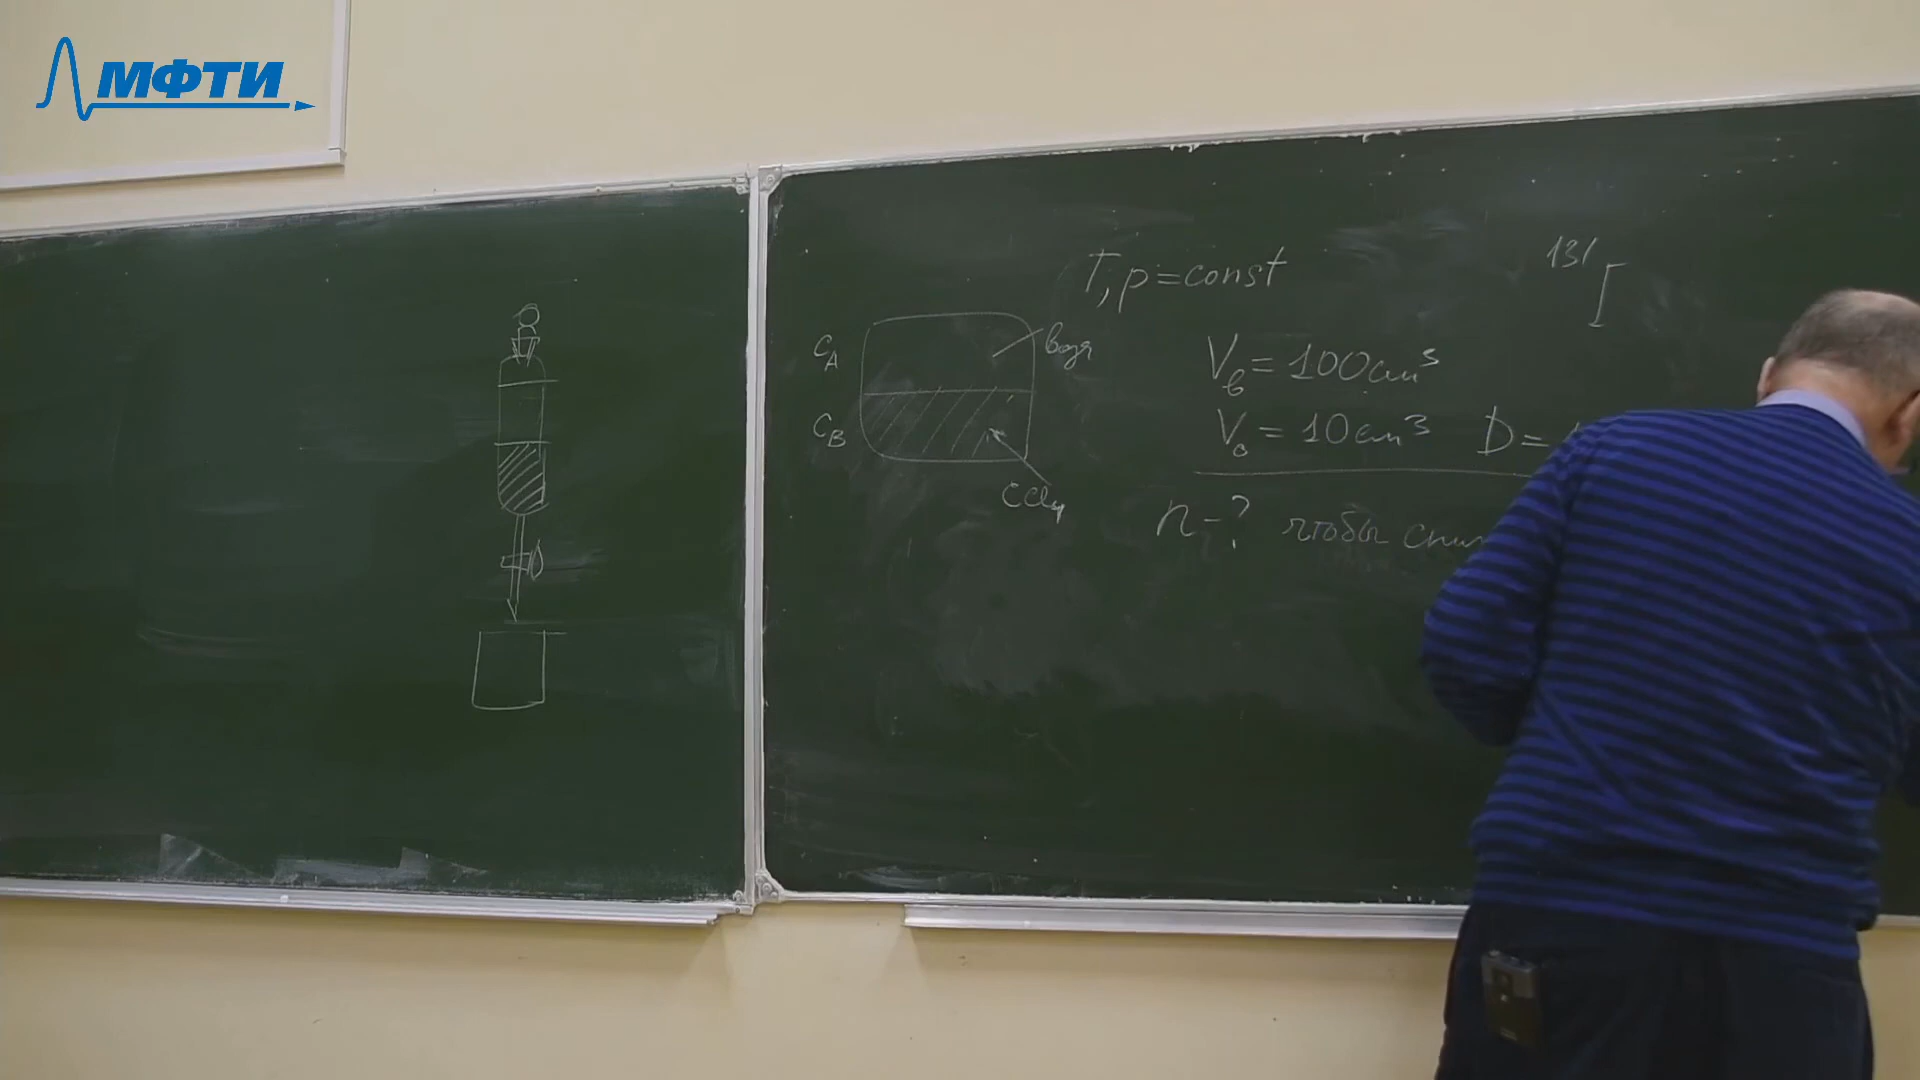 МФТИ
T, p = const
131
I
C_A
вода
V_в = 100 см³
C_B
V_о = 10 см³ D =
CCl₄
n - ? чтобы